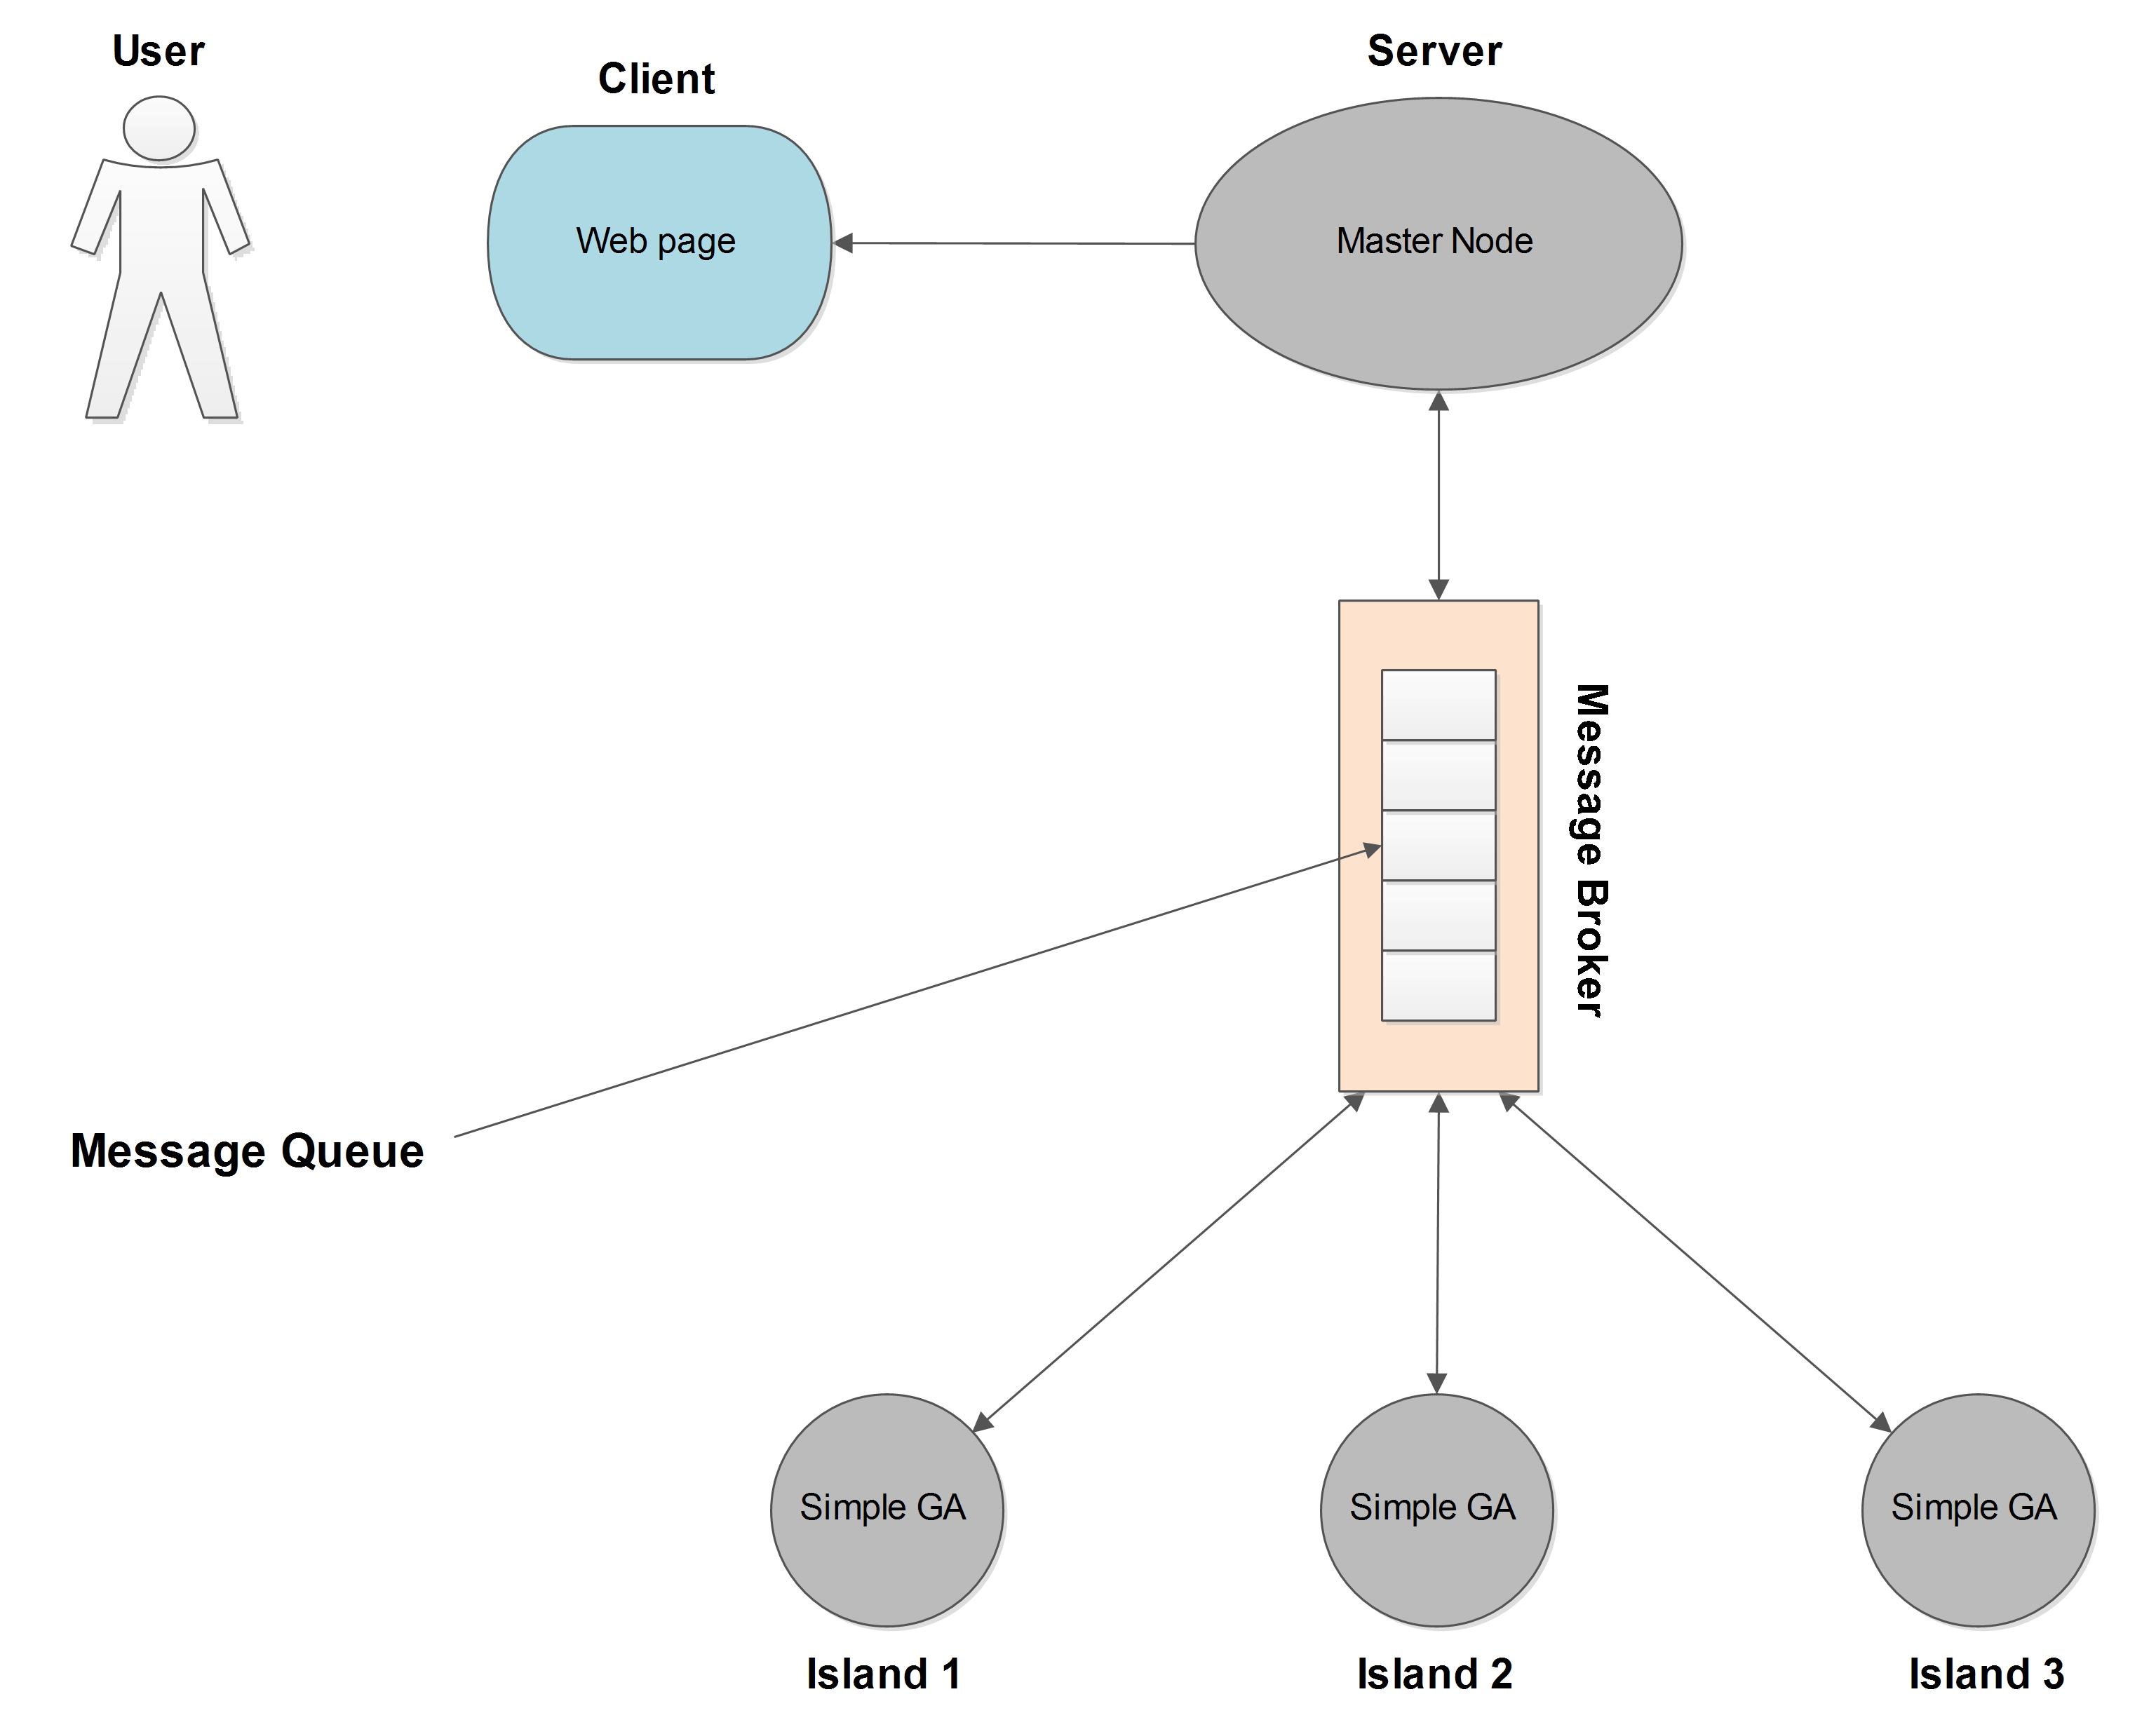 User
Client
Server
Web page
Master Node
Message Broker
Message Queue
Simple GA
Simple GA
Simple GA
Island 1
Island 2
Island 3